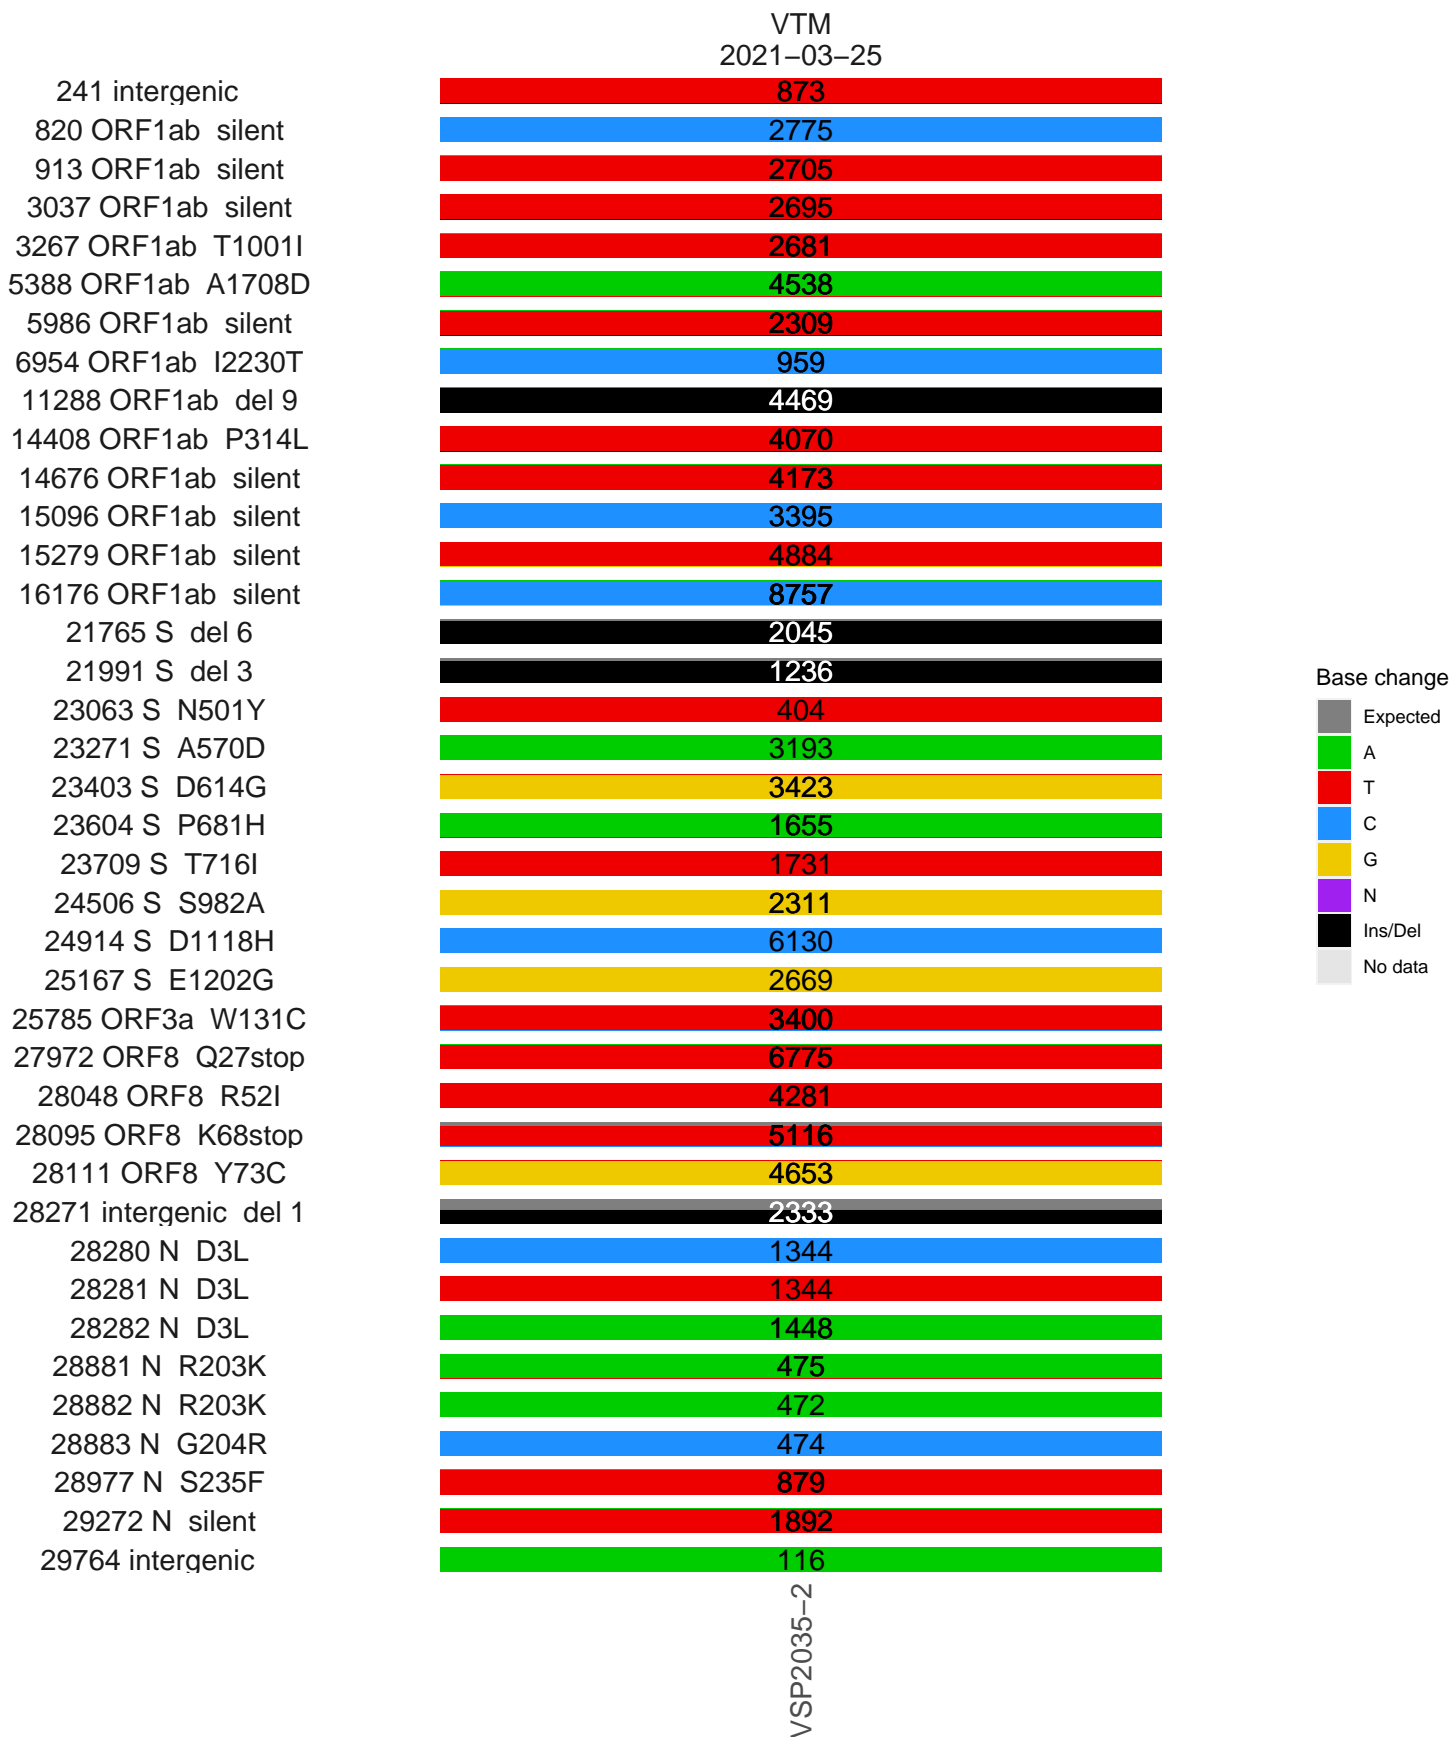 VTM
2021−03−25
241 intergenic 873
820 ORF1ab silent 2775
913 ORF1ab silent 2705
3037 ORF1ab silent 2695
3267 ORF1ab T1001I 2681
5388 ORF1ab A1708D 4538
5986 ORF1ab silent 2309
6954 ORF1ab I2230T 959
11288 ORF1ab del 9 4469
14408 ORF1ab P314L 4070
14676 ORF1ab silent 4173
15096 ORF1ab silent 3395
15279 ORF1ab silent 4884
16176 ORF1ab silent 8757
21765 S del 6 2045
21991 S del 3 1236
23063 S N501Y 404
23271 S A570D 3193
23403 S D614G 3423
23604 S P681H 1655
23709 S T716I 1731
24506 S S982A 2311
24914 S D1118H 6130
25167 S E1202G 2669
25785 ORF3a W131C 3400
27972 ORF8 Q27stop 6775
28048 ORF8 R52I 4281
28095 ORF8 K68stop 5116
28111 ORF8 Y73C 4653
28271 intergenic del 1 2333
28280 N D3L 1344
28281 N D3L 1344
28282 N D3L 1448
28881 N R203K 475
28882 N R203K 472
28883 N G204R 474
28977 N S235F 879
29272 N silent 1892
29764 intergenic 116
VSP2035−2
Base change
Expected
A
T
C
G
N
Ins/Del
No data